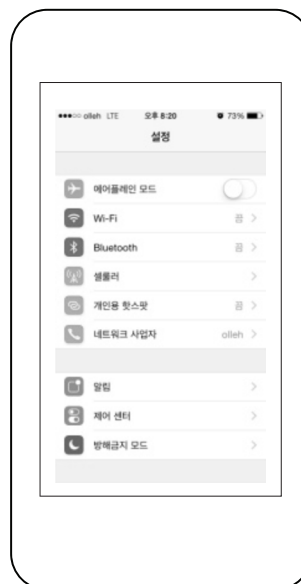 olleh LTE 오후 8:20 73%
설정
에어플레인 모드
Wi-Fi 끔
Bluetooth 끔
셀룰러
개인용 핫스팟 끔
네트워크 사업자 olleh
알림
제어 센터
방해금지 모드